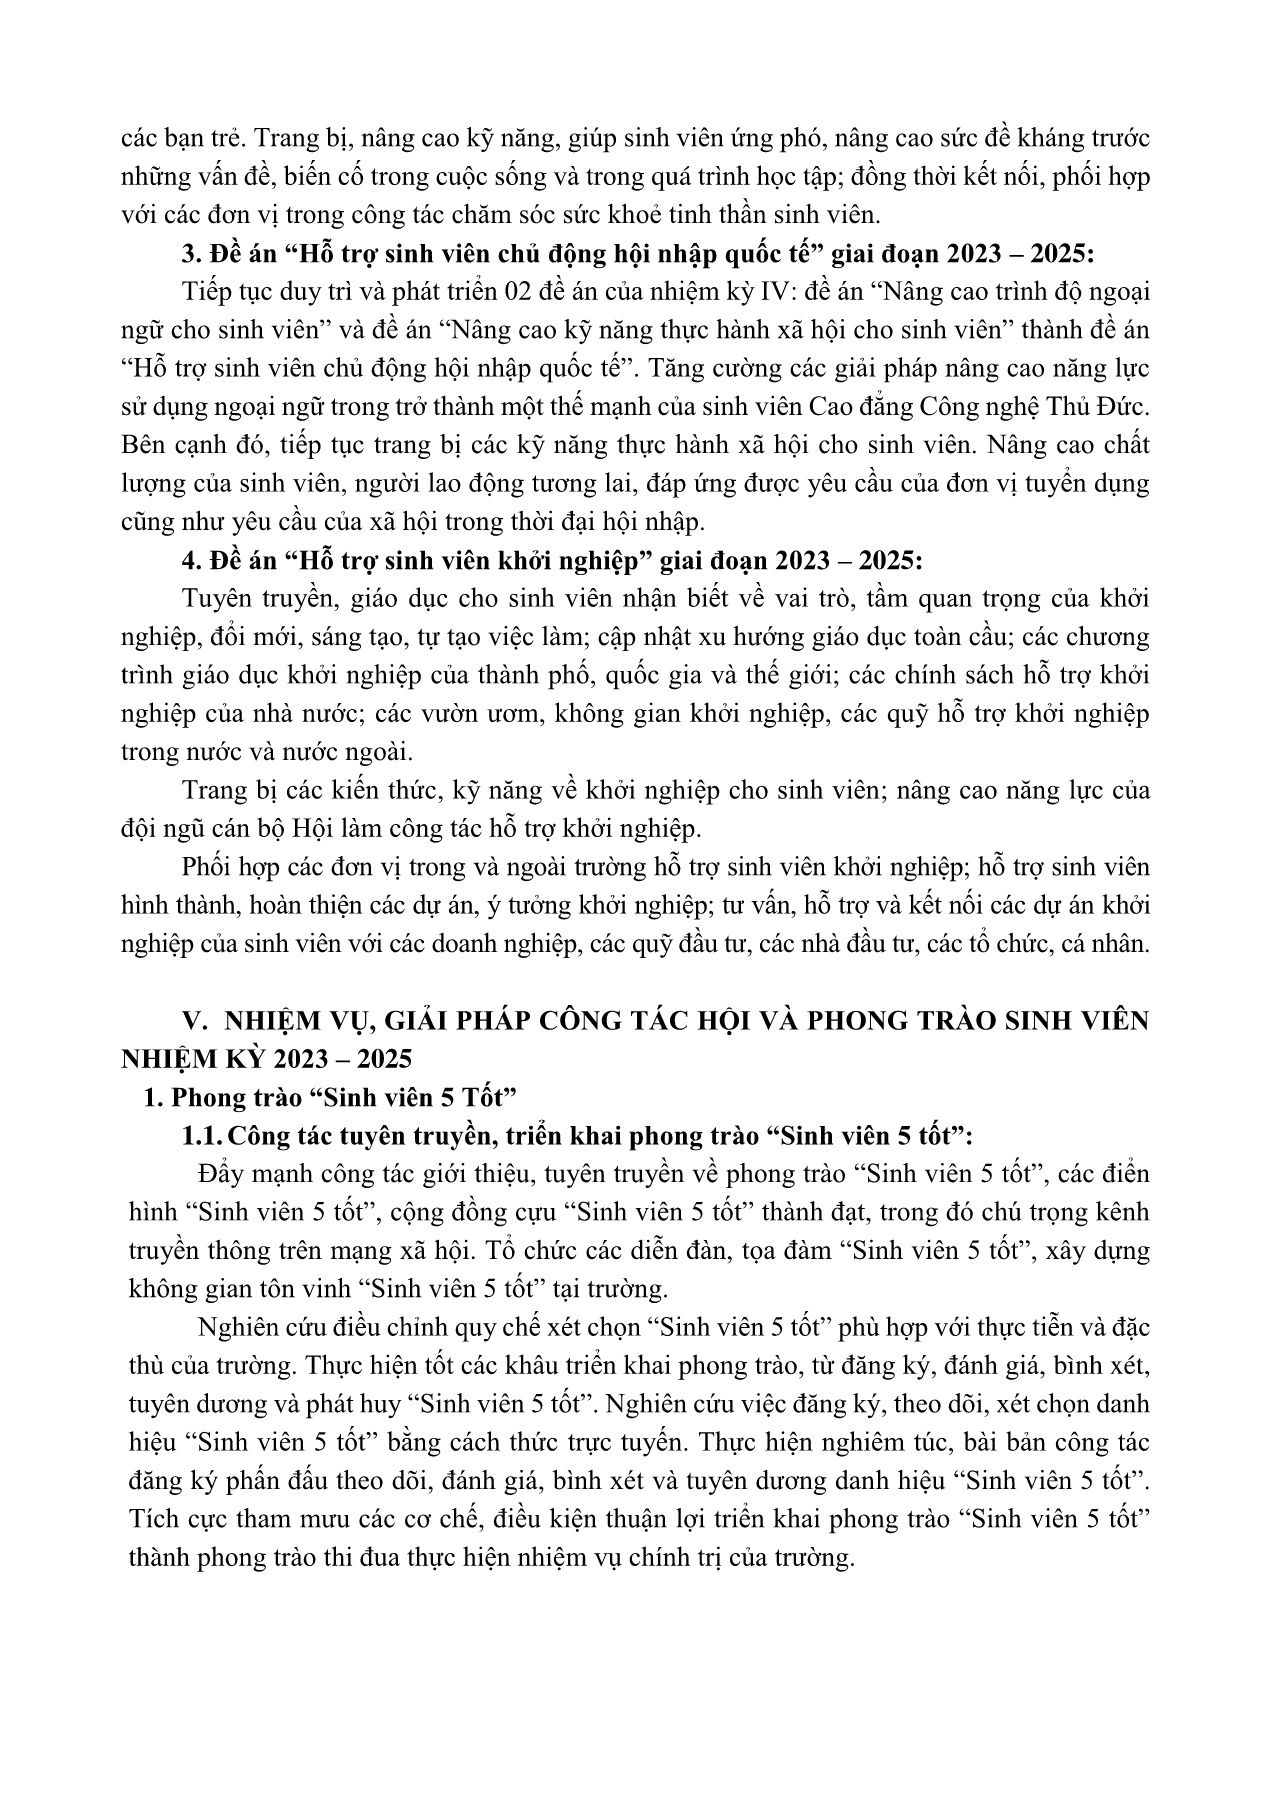 các bạn trẻ. Trang bị, nâng cao kỹ năng, giúp sinh viên ứng phó, nâng cao sức đề kháng trước
những vấn đề, biến cố trong cuộc sống và trong quá trình học tập; đồng thời kết nối, phối hợp
với các đơn vị trong công tác chăm sóc sức khoẻ tinh thần sinh viên.
3. Đề án “Hỗ trợ sinh viên chủ động hội nhập quốc tế” giai đoạn 2023 – 2025:
Tiếp tục duy trì và phát triển 02 đề án của nhiệm kỳ IV: đề án “Nâng cao trình độ ngoại
ngữ cho sinh viên” và đề án “Nâng cao kỹ năng thực hành xã hội cho sinh viên” thành đề án
“Hỗ trợ sinh viên chủ động hội nhập quốc tế”. Tăng cường các giải pháp nâng cao năng lực
sử dụng ngoại ngữ trong trở thành một thế mạnh của sinh viên Cao đẳng Công nghệ Thủ Đức.
Bên cạnh đó, tiếp tục trang bị các kỹ năng thực hành xã hội cho sinh viên. Nâng cao chất
lượng của sinh viên, người lao động tương lai, đáp ứng được yêu cầu của đơn vị tuyển dụng
cũng như yêu cầu của xã hội trong thời đại hội nhập.
4. Đề án “Hỗ trợ sinh viên khởi nghiệp” giai đoạn 2023 – 2025:
Tuyên truyền, giáo dục cho sinh viên nhận biết về vai trò, tầm quan trọng của khởi
nghiệp, đổi mới, sáng tạo, tự tạo việc làm; cập nhật xu hướng giáo dục toàn cầu; các chương
trình giáo dục khởi nghiệp của thành phố, quốc gia và thế giới; các chính sách hỗ trợ khởi
nghiệp của nhà nước; các vườn ươm, không gian khởi nghiệp, các quỹ hỗ trợ khởi nghiệp
trong nước và nước ngoài.
Trang bị các kiến thức, kỹ năng về khởi nghiệp cho sinh viên; nâng cao năng lực của
đội ngũ cán bộ Hội làm công tác hỗ trợ khởi nghiệp.
Phối hợp các đơn vị trong và ngoài trường hỗ trợ sinh viên khởi nghiệp; hỗ trợ sinh viên
hình thành, hoàn thiện các dự án, ý tưởng khởi nghiệp; tư vấn, hỗ trợ và kết nối các dự án khởi
nghiệp của sinh viên với các doanh nghiệp, các quỹ đầu tư, các nhà đầu tư, các tổ chức, cá nhân.
V. NHIỆM VỤ, GIẢI PHÁP CÔNG TÁC HỘI VÀ PHONG TRÀO SINH VIÊN
NHIỆM KỲ 2023 – 2025
1. Phong trào “Sinh viên 5 Tốt”
1.1. Công tác tuyên truyền, triển khai phong trào “Sinh viên 5 tốt”:
Đẩy mạnh công tác giới thiệu, tuyên truyền về phong trào “Sinh viên 5 tốt”, các điển
hình “Sinh viên 5 tốt”, cộng đồng cựu “Sinh viên 5 tốt” thành đạt, trong đó chú trọng kênh
truyền thông trên mạng xã hội. Tổ chức các diễn đàn, tọa đàm “Sinh viên 5 tốt”, xây dựng
không gian tôn vinh “Sinh viên 5 tốt” tại trường.
Nghiên cứu điều chỉnh quy chế xét chọn “Sinh viên 5 tốt” phù hợp với thực tiễn và đặc
thù của trường. Thực hiện tốt các khâu triển khai phong trào, từ đăng ký, đánh giá, bình xét,
tuyên dương và phát huy “Sinh viên 5 tốt”. Nghiên cứu việc đăng ký, theo dõi, xét chọn danh
hiệu “Sinh viên 5 tốt” bằng cách thức trực tuyến. Thực hiện nghiêm túc, bài bản công tác
đăng ký phấn đấu theo dõi, đánh giá, bình xét và tuyên dương danh hiệu “Sinh viên 5 tốt”.
Tích cực tham mưu các cơ chế, điều kiện thuận lợi triển khai phong trào “Sinh viên 5 tốt”
thành phong trào thi đua thực hiện nhiệm vụ chính trị của trường.